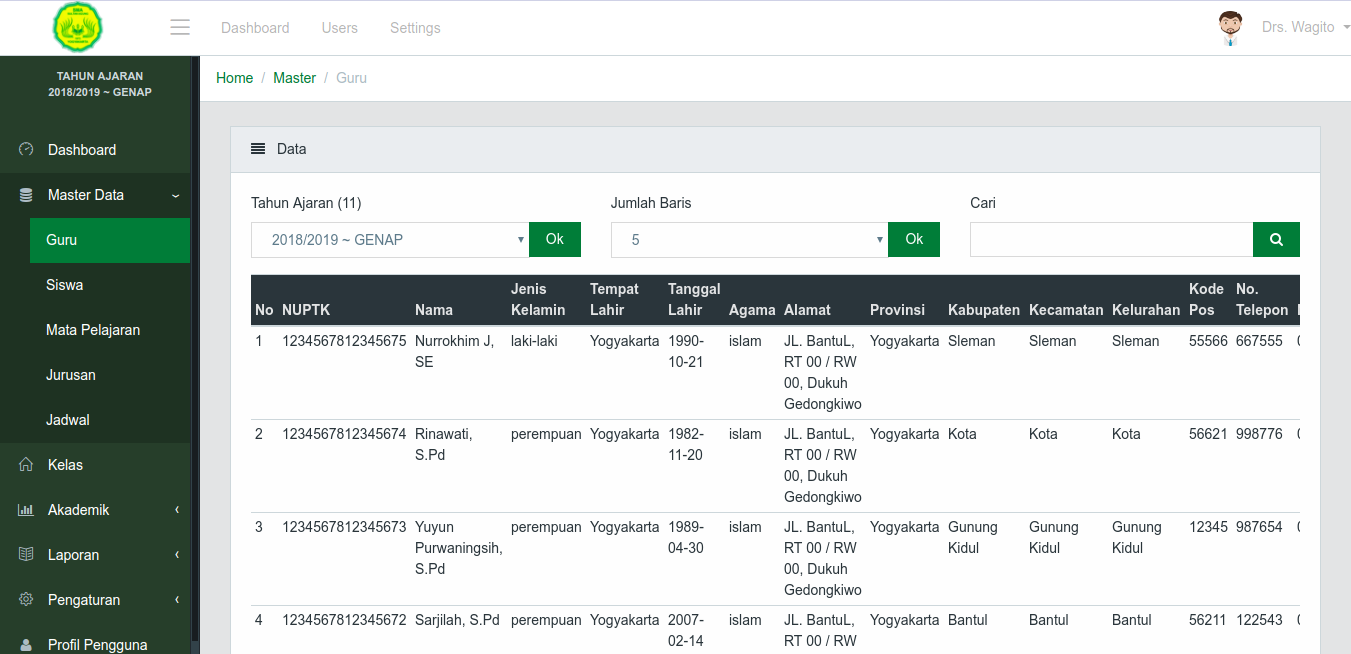 Dashboard Users Settings Drs. Wagito
TAHUN AJARAN
2018/2019 ~ GENAP
Dashboard
Master Data
Guru
Siswa
Mata Pelajaran
Jurusan
Jadwal
Kelas
Akademik
Laporan
Pengaturan
Profil Pengguna
Home / Master / Guru
Data
Tahun Ajaran (11) Jumlah Baris Cari
2018/2019 ~ GENAP Ok 5 Ok
Jenis Tempat Tanggal Kode No.
No NUPTK Nama Kelamin Lahir Lahir Agama Alamat Provinsi Kabupaten Kecamatan Kelurahan Pos Telepon
1 1234567812345675 Nurrokhim J, laki-laki Yogyakarta 1990- islam JL. BantuL, Yogyakarta Sleman Sleman Sleman 55566 667555
SE 10-21 RT 00 / RW
00, Dukuh
Gedongkiwo
2 1234567812345674 Rinawati, perempuan Yogyakarta 1982- islam JL. BantuL, Yogyakarta Kota Kota Kota 56621 998776
S.Pd 11-20 RT 00 / RW
00, Dukuh
Gedongkiwo
3 1234567812345673 Yuyun perempuan Yogyakarta 1989- islam JL. BantuL, Yogyakarta Gunung Gunung Gunung 12345 987654
Purwaningsih, 04-30 RT 00 / RW Kidul Kidul Kidul
S.Pd 00, Dukuh
Gedongkiwo
4 1234567812345672 Sarjilah, S.Pd perempuan Yogyakarta 2007- islam JL. BantuL, Yogyakarta Bantul Bantul Bantul 56211 122543
02-14 RT 00 / RW